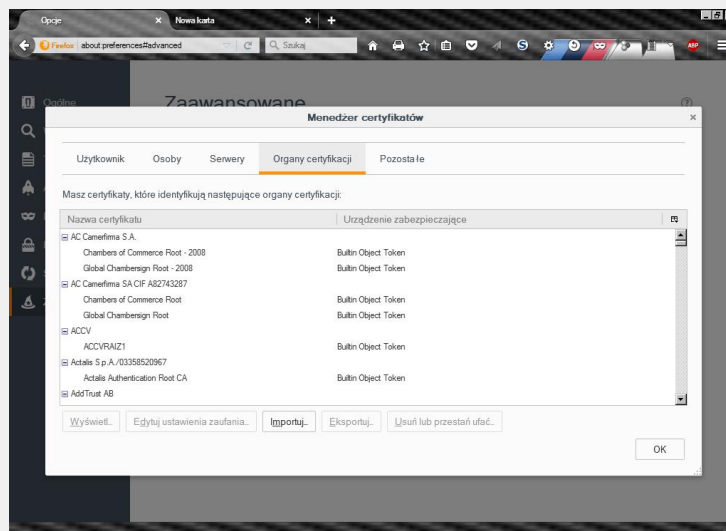 Opcje
Nowa karta
Firefox about:preferences#advanced
Szukaj
ABP
Ogólne
Zaawansowane
Menedżer certyfikatów
Użytkownik Osoby Serwery Organy certyfikacji Pozostałe
Masz certyfikaty, które identyfikują następujące organy certyfikacji:
Nazwa certyfikatu Urządzenie zabezpieczające
AC Camerfirma S.A.
Chambers of Commerce Root - 2008 Builtin Object Token
Global Chambersign Root - 2008 Builtin Object Token
AC Camerfirma SA CIF A82743287
Chambers of Commerce Root Builtin Object Token
Global Chambersign Root Builtin Object Token
ACCV
ACCVRAIZ1 Builtin Object Token
Actalis S.p.A./03358520967
Actalis Authentication Root CA Builtin Object Token
AddTrust AB
Wyświetl... Edytuj ustawienia zaufania... Importuj... Eksportuj... Usuń lub przestań ufać...
OK